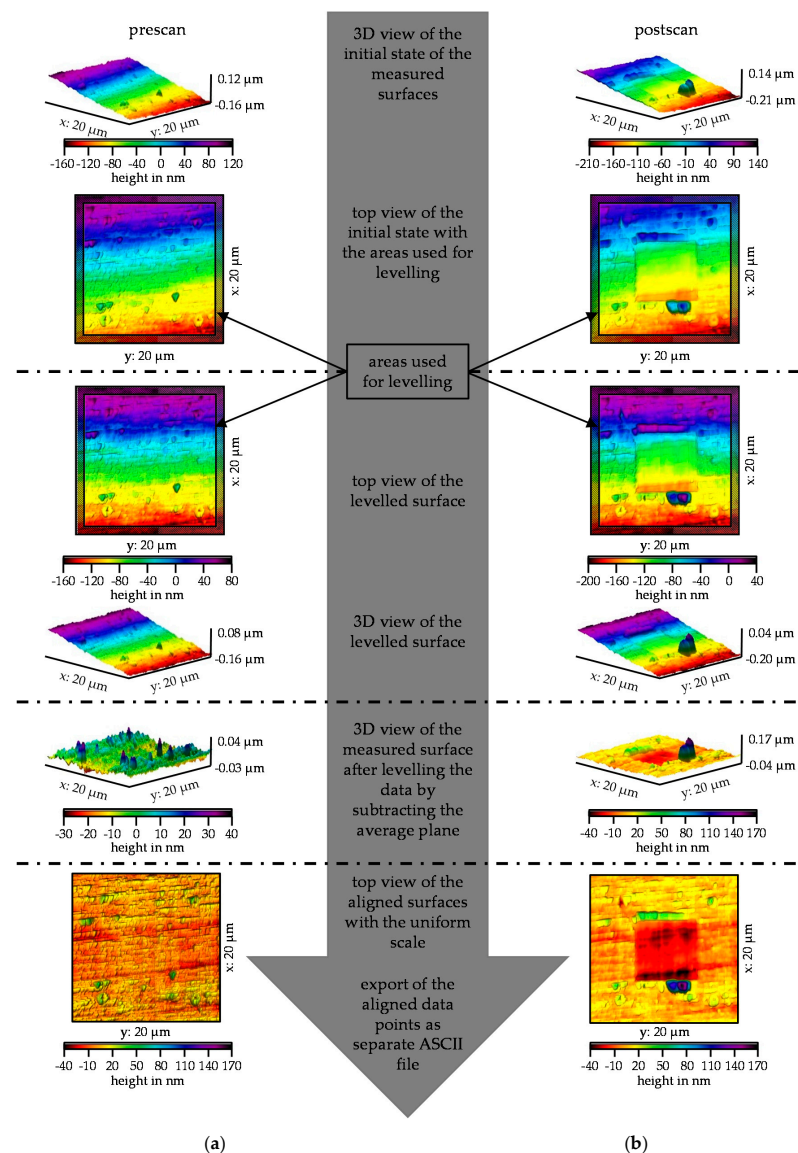 prescan
3D view of the
initial state of the
measured
surfaces
postscan
0.12 µm
-0.16 µm
x: 20 µm
y: 20 µm
-160 -120 -80 -40 0 40 80 120
height in nm
0.14 µm
-0.21 µm
x: 20 µm
y: 20 µm
-210 -160 -110 -60 -10 40 90 140
height in nm
top view of the
initial state with
the areas used for
levelling
x: 20 µm
y: 20 µm
x: 20 µm
y: 20 µm
areas used
for levelling
top view of the
levelled surface
x: 20 µm
y: 20 µm
-160 -120 -80 -40 0 40 80
height in nm
x: 20 µm
y: 20 µm
-200 -160 -120 -80 -40 0 40
height in nm
3D view of the
levelled surface
0.08 µm
-0.16 µm
x: 20 µm
y: 20 µm
0.04 µm
-0.20 µm
x: 20 µm
y: 20 µm
3D view of the
measured surface
after levelling the
data by
subtracting the
average plane
0.04 µm
-0.03 µm
x: 20 µm
y: 20 µm
-30 -20 -10 0 10 20 30 40
height in nm
0.17 µm
-0.04 µm
x: 20 µm
y: 20 µm
-40 -10 20 50 80 110 140 170
height in nm
top view of the
aligned surfaces
with the uniform
scale
export of the
aligned data
points as
separate ASCII
file
x: 20 µm
y: 20 µm
-40 -10 20 50 80 110 140 170
height in nm
x: 20 µm
y: 20 µm
-40 -10 20 50 80 110 140 170
height in nm
(a)
(b)